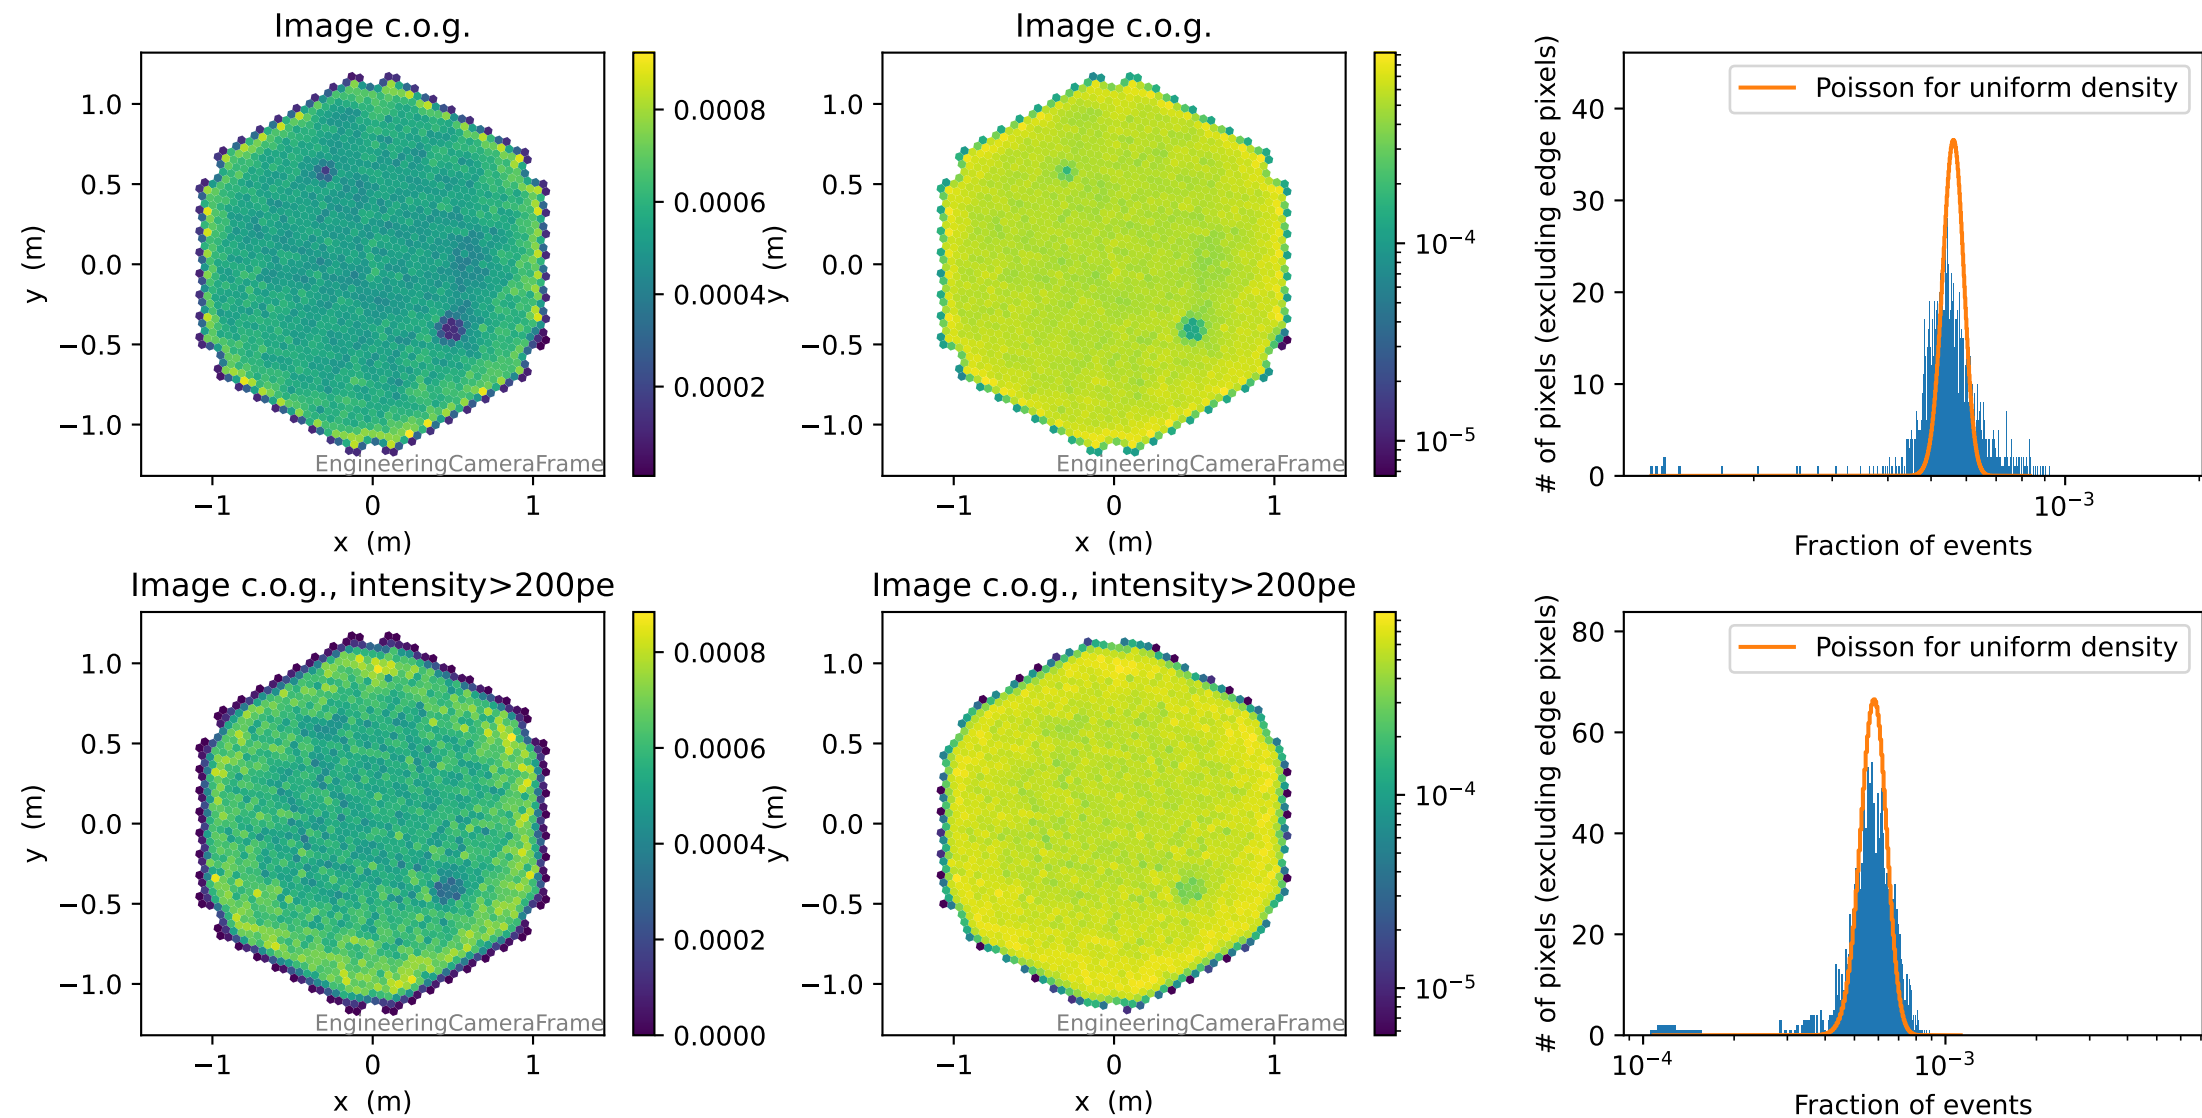 Image c.o.g.
1.0
0.5
0.0
−0.5
−1.0
y (m)
−1
0
1
x (m)
EngineeringCameraFrame
0.0008
0.0006
0.0004
0.0002
Image c.o.g.
1.0
0.5
0.0
−0.5
−1.0
y (m)
−1
0
1
x (m)
EngineeringCameraFrame
10⁻⁴
10⁻⁵
# of pixels (excluding edge pixels)
40
30
20
10
0
Poisson for uniform density
10⁻³
Fraction of events
Image c.o.g., intensity>200pe
1.0
0.5
0.0
−0.5
−1.0
y (m)
−1
0
1
x (m)
EngineeringCameraFrame
0.0008
0.0006
0.0004
0.0002
0.0000
Image c.o.g., intensity>200pe
1.0
0.5
0.0
−0.5
−1.0
y (m)
−1
0
1
x (m)
EngineeringCameraFrame
10⁻⁴
10⁻⁵
# of pixels (excluding edge pixels)
80
60
40
20
0
Poisson for uniform density
10⁻⁴
10⁻³
Fraction of events